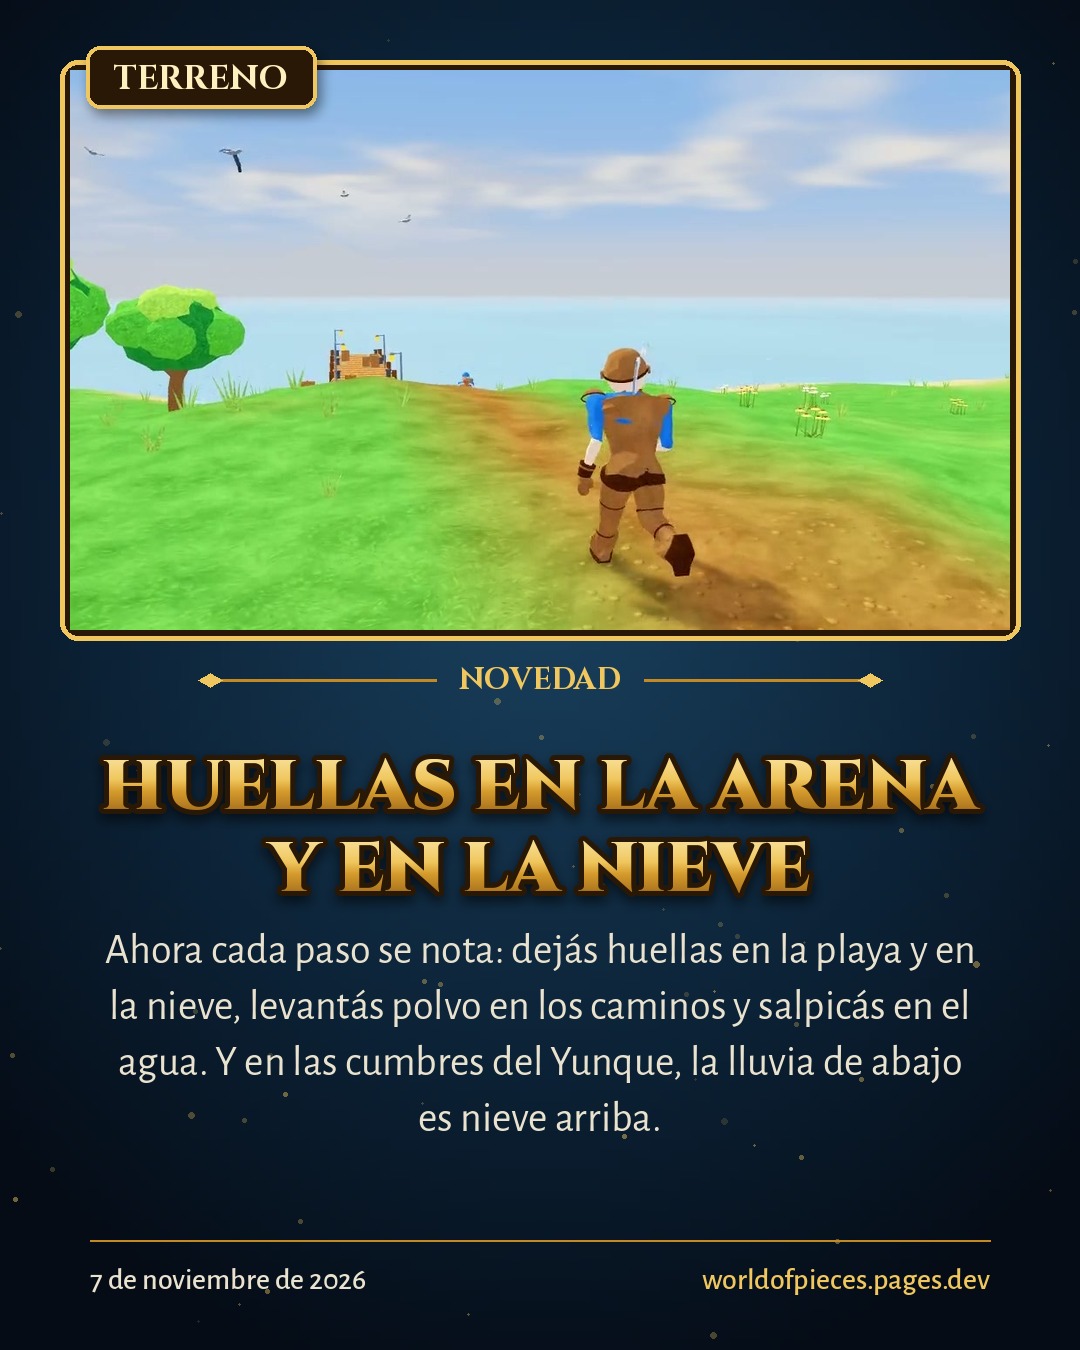 TERRENO
NOVEDAD
HUELLAS EN LA ARENA
Y EN LA NIEVE
Ahora cada paso se nota: dejás huellas en la playa y en
la nieve, levantás polvo en los caminos y salpicás en el
agua. Y en las cumbres del Yunque, la lluvia de abajo
es nieve arriba.
7 de noviembre de 2026
worldofpieces.pages.dev